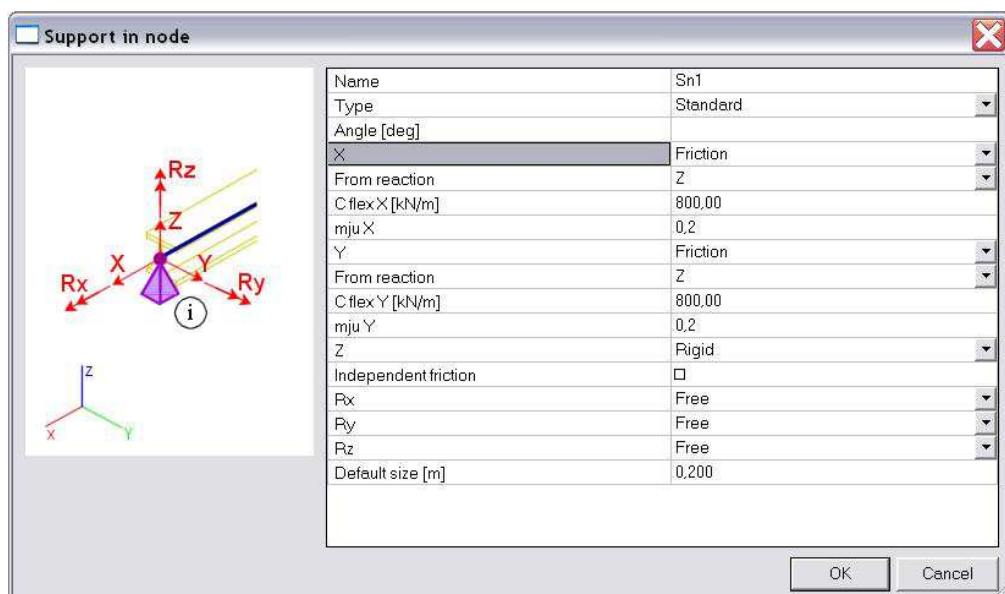 Support in node
Rz
Z
X
Y
Rx
Ry
i
z
x
Y
Name Sn1
Type Standard
Angle [deg]
X Friction
From reaction Z
C flex X [kN/m] 800,00
mju X 0,2
Y Friction
From reaction Z
C flex Y [kN/m] 800,00
mju Y 0,2
Z Rigid
Independent friction
Rx Free
Ry Free
Rz Free
Default size [m] 0,200
OK Cancel